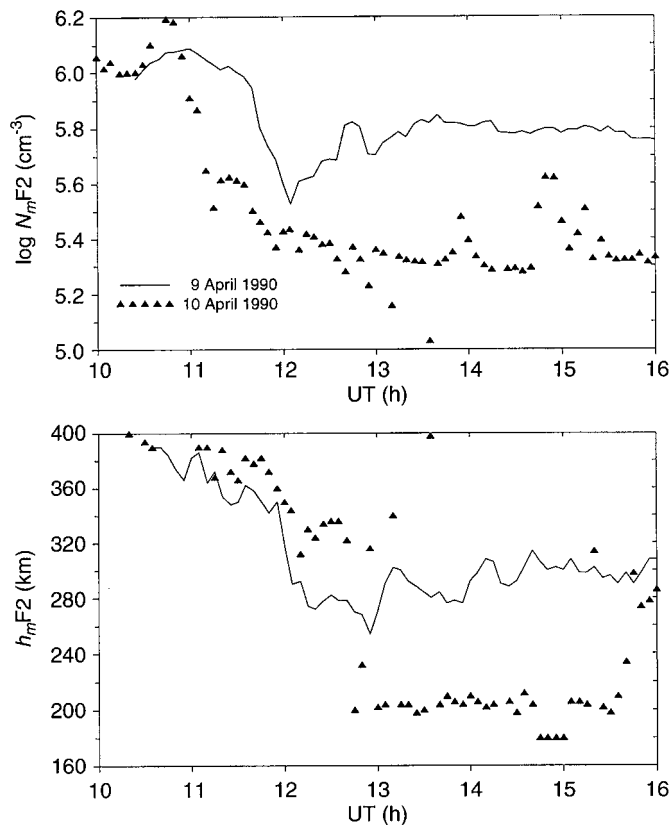 6.2
6.0
5.8
5.6
5.4
5.2
5.0
log NmF2 (cm-3)
9 April 1990
10 April 1990
10 11 12 13 14 15 16
UT (h)
400
360
320
280
240
200
160
hmF2 (km)
10 11 12 13 14 15 16
UT (h)